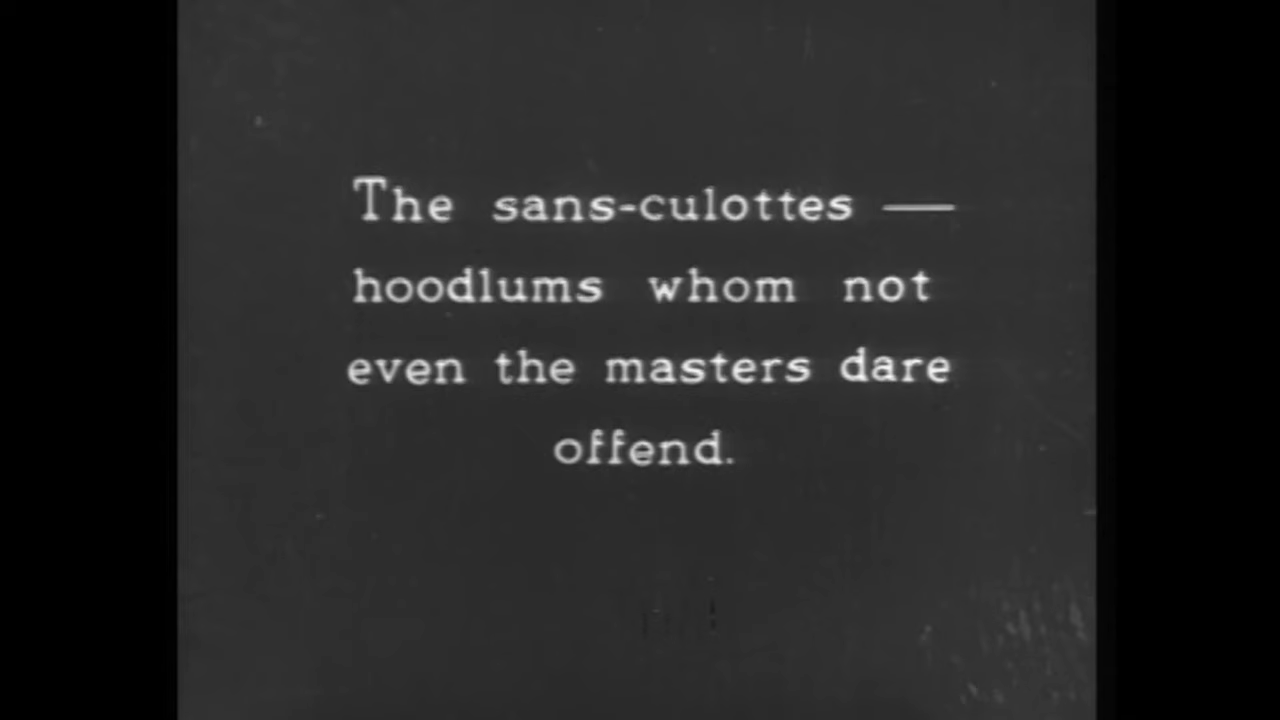 The sans-culottes —
hoodlums whom not
even the masters dare
offend.